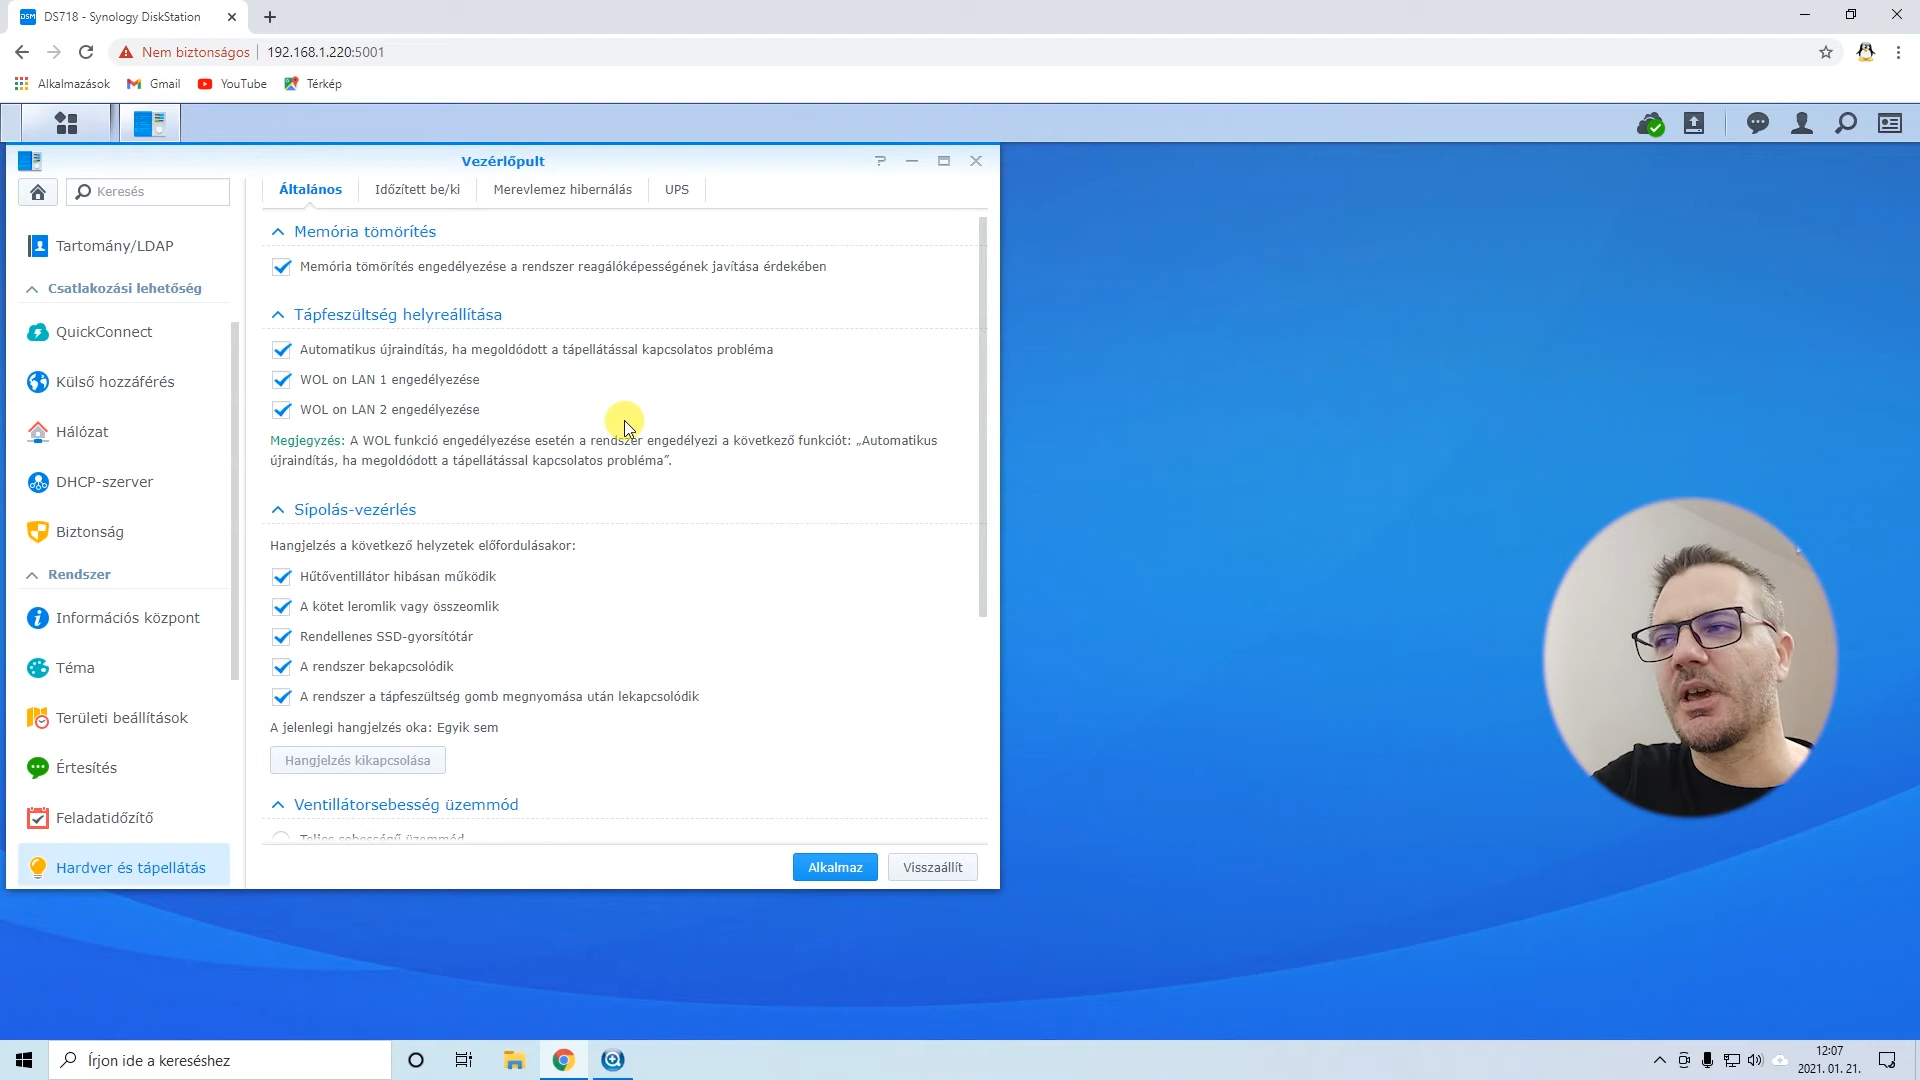 DS718 - Synology DiskStation
Nem biztonságos
192.168.1.220:5001
Alkalmazások
Gmail
YouTube
Térkép
Vezérlőpult
Keresés
Általános
Időzített be/ki
Merevlemez hibernálás
UPS
Tartomány/LDAP
Csatlakozási lehetőség
QuickConnect
Külső hozzáférés
Hálózat
DHCP-szerver
Biztonság
Rendszer
Információs központ
Téma
Területi beállítások
Értesítés
Feladatidőzítő
Hardver és tápellátás
Memória tömörítés
Memória tömörítés engedélyezése a rendszer reagálóképességének javítása érdekében
Tápfeszültség helyreállítása
Automatikus újraindítás, ha megoldódott a tápellátással kapcsolatos probléma
WOL on LAN 1 engedélyezése
WOL on LAN 2 engedélyezése
Megjegyzés: A WOL funkció engedélyezése esetén a rendszer engedélyezi a következő funkciót: „Automatikus
újraindítás, ha megoldódott a tápellátással kapcsolatos probléma”.
Sípolás-vezérlés
Hangjelzés a következő helyzetek előfordulásakor:
Hűtőventillátor hibásan működik
A kötet leromlik vagy összeomlik
Rendellenes SSD-gyorsítótár
A rendszer bekapcsolódik
A rendszer a tápfeszültség gomb megnyomása után lekapcsolódik
A jelenlegi hangjelzés oka: Egyik sem
Hangjelzés kikapcsolása
Ventillátorsebesség üzemmód
Teljes sebességű üzemmód
Alkalmaz
Visszaállít
Írjon ide a kereséshez
12:07
2021. 01. 21.